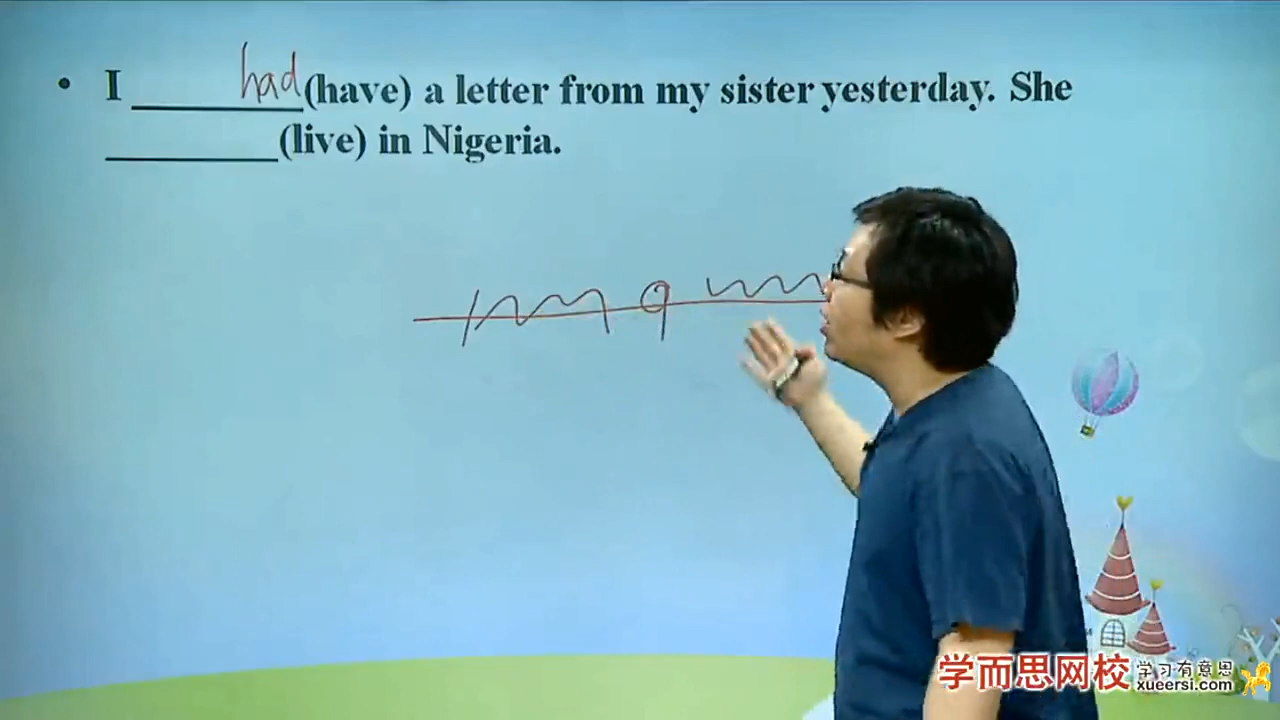 • I had (have) a letter from my sister yesterday. She
________(live) in Nigeria.
学而思网校
学习有意思
xueersi.com